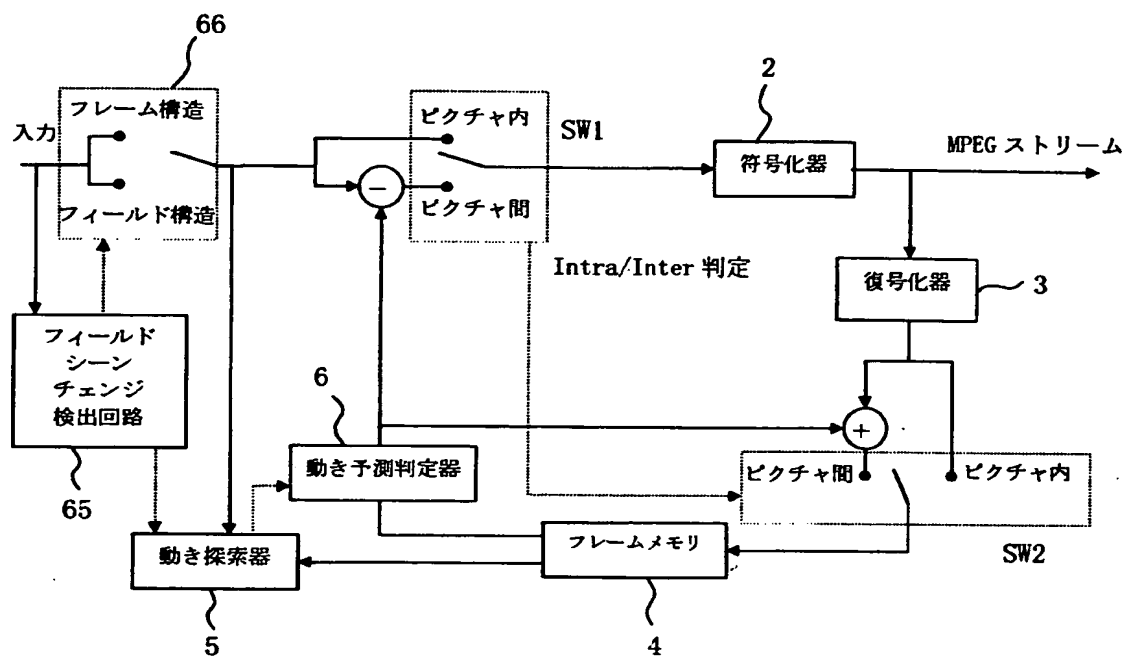 66
フレーム構造
入力
フィールド構造
ピクチャ内
SW1
ピクチャ間
−
2
符号化器
MPEG ストリーム
Intra/Inter 判定
復号化器
3
フィールド
シーン
チェンジ
検出回路
65
6
動き予測判定器
+
ピクチャ間
ピクチャ内
SW2
動き探索器
5
フレームメモリ
4